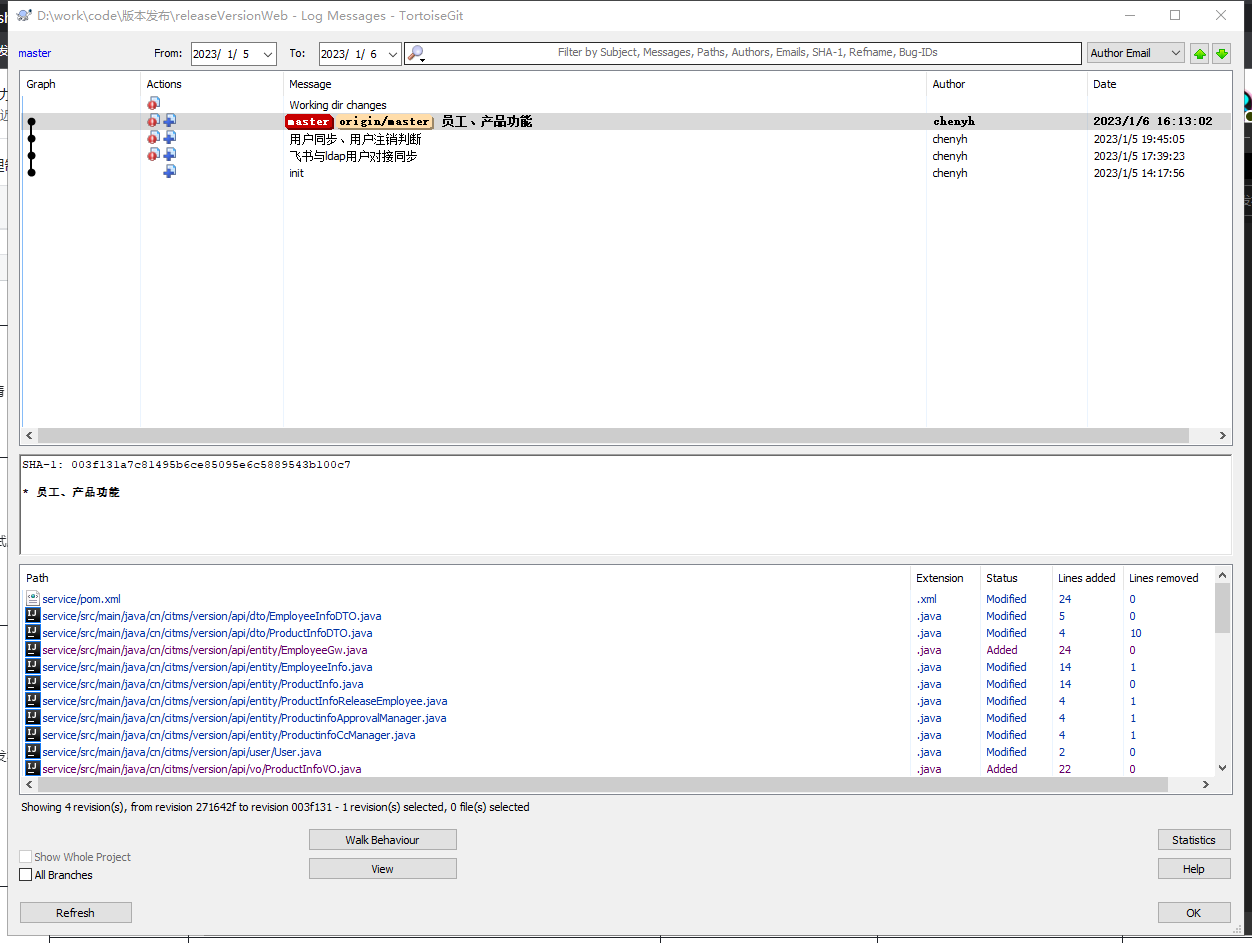 D:\work\code\版本发布\releaseVersionWeb - Log Messages - TortoiseGit
master From: 2023/ 1/ 5 To: 2023/ 1/ 6 Filter by Subject, Messages, Paths, Authors, Emails, SHA-1, Refname, Bug-IDs Author Email
Graph Actions Message Author Date
Working dir changes
master origin/master 员工、产品功能 chenyh 2023/1/6 16:13:02
用户同步、用户注销判断 chenyh 2023/1/5 19:45:05
飞书与ldap用户对接同步 chenyh 2023/1/5 17:39:23
init chenyh 2023/1/5 14:17:56
SHA-1: 003f131a7c81495b6ce85095e6c5889543b100c7
* 员工、产品功能
Path Extension Status Lines added Lines removed
service/pom.xml .xml Modified 24 0
service/src/main/java/cn/citms/version/api/dto/EmployeeInfoDTO.java .java Modified 5 0
service/src/main/java/cn/citms/version/api/dto/ProductInfoDTO.java .java Modified 4 10
service/src/main/java/cn/citms/version/api/entity/EmployeeGw.java .java Added 24 0
service/src/main/java/cn/citms/version/api/entity/EmployeeInfo.java .java Modified 14 1
service/src/main/java/cn/citms/version/api/entity/ProductInfo.java .java Modified 14 0
service/src/main/java/cn/citms/version/api/entity/ProductInfoReleaseEmployee.java .java Modified 4 1
service/src/main/java/cn/citms/version/api/entity/ProductinfoApprovalManager.java .java Modified 4 1
service/src/main/java/cn/citms/version/api/entity/ProductinfoCcManager.java .java Modified 4 1
service/src/main/java/cn/citms/version/api/user/User.java .java Modified 2 0
service/src/main/java/cn/citms/version/api/vo/ProductInfoVO.java .java Added 22 0
Showing 4 revision(s), from revision 271642f to revision 003f131 - 1 revision(s) selected, 0 file(s) selected
Walk Behaviour Statistics
Show Whole Project
View Help
All Branches
Refresh OK